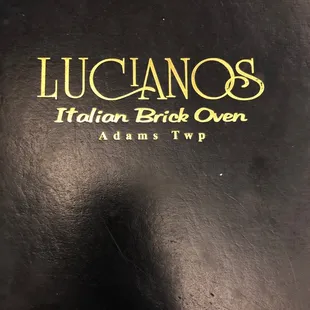 LUCIANOS
Italian Brick Oven
Adams Twp